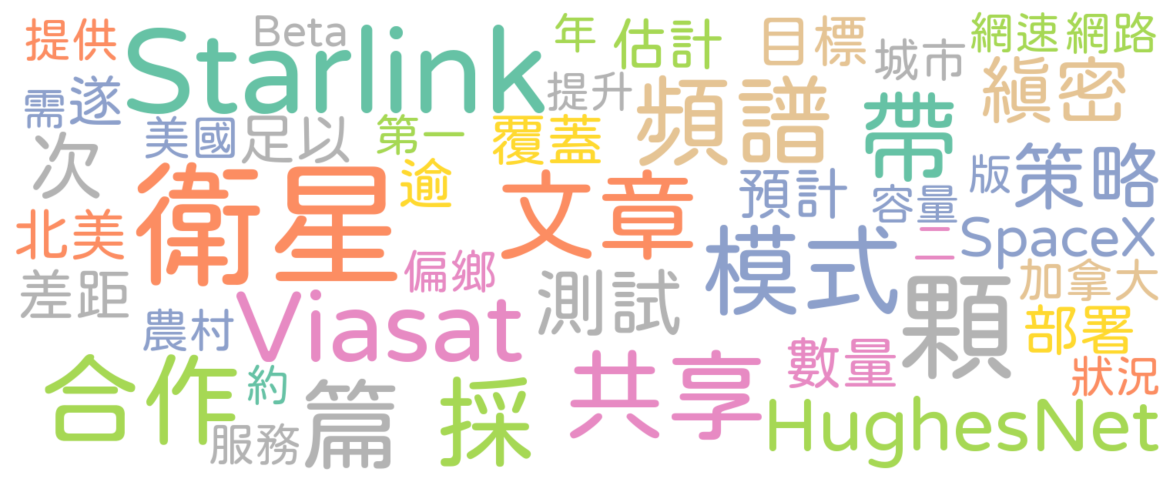 提供
Starlink
Beta
年
估計
目標
城市
網速
網路
需
遂
美國
足以
第一
提升
覆蓋
頻譜
帶
縝密
次
衛星
逾
文章
預計
容量
版
策略
北美
偏鄉
模式
二
SpaceX
差距
測試
顆
加拿大
農村
Viasat
部署
合作
約
篇
採
共享
數量
狀況
服務
HughesNet